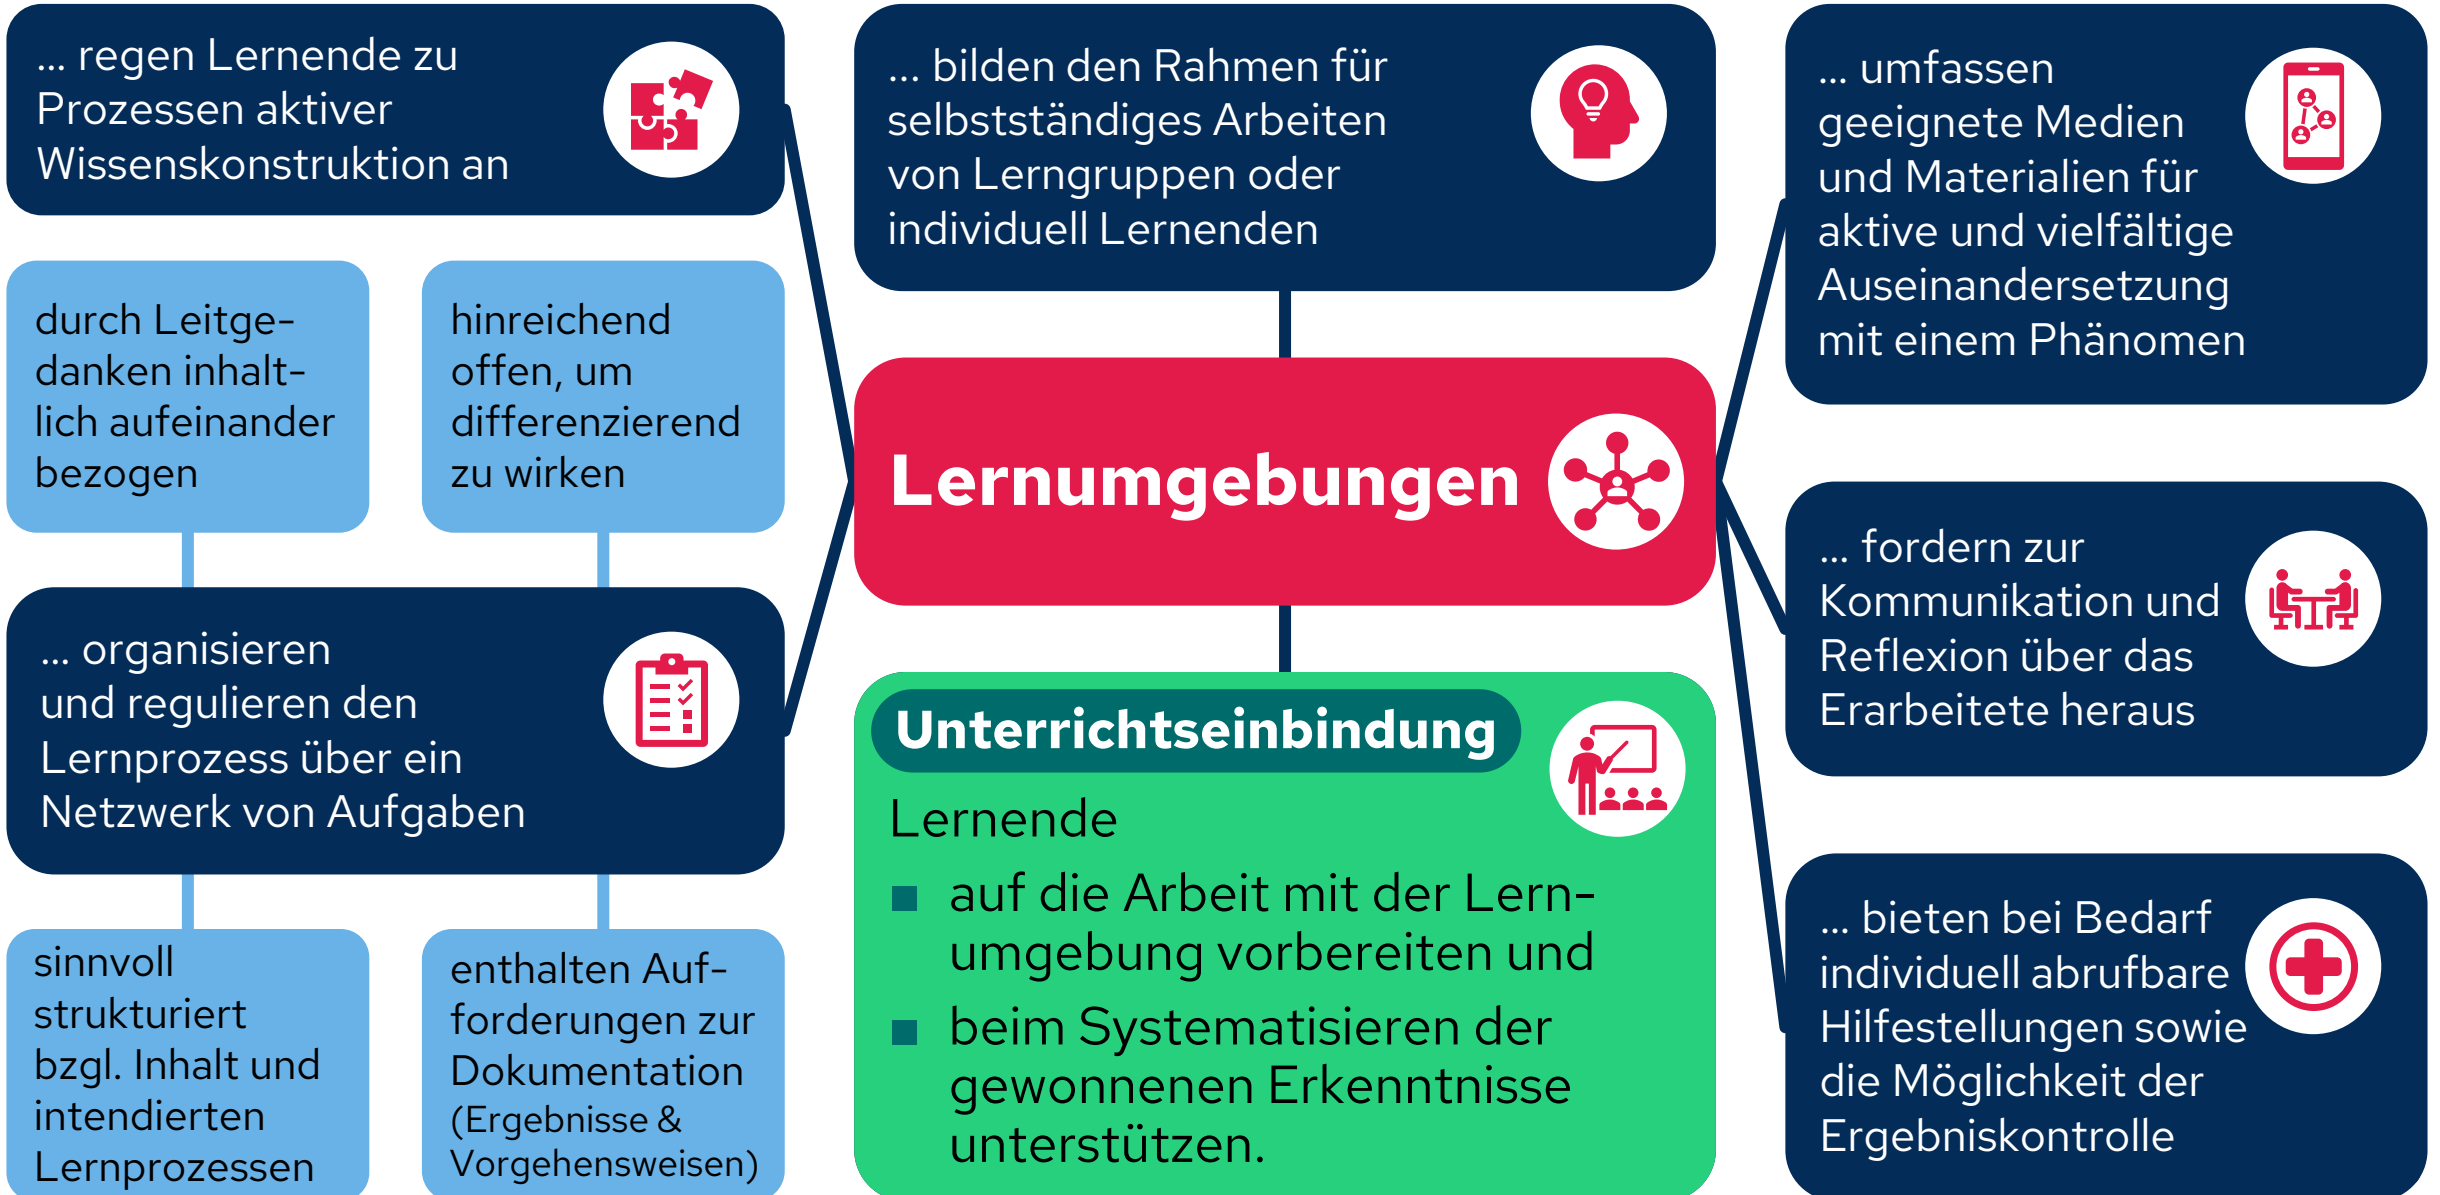 ... regen Lernende zu
Prozessen aktiver
Wissenskonstruktion an
... bilden den Rahmen für
selbstständiges Arbeiten
von Lerngruppen oder
individuell Lernenden
... umfassen
geeignete Medien
und Materialien für
aktive und vielfältige
Auseinandersetzung
mit einem Phänomen
durch Leitge-
danken inhalt-
lich aufeinander
bezogen
hinreichend
offen, um
differenzierend
zu wirken
Lernumgebungen
... organisieren
und regulieren den
Lernprozess über ein
Netzwerk von Aufgaben
... fordern zur
Kommunikation und
Reflexion über das
Erarbeitete heraus
sinnvoll
strukturiert
bzgl. Inhalt und
intendierten
Lernprozessen
enthalten Auf-
forderungen zur
Dokumentation
(Ergebnisse &
Vorgehensweisen)
Unterrichtseinbindung
Lernende
■ auf die Arbeit mit der Lern-
umgebung vorbereiten und
■ beim Systematisieren der
gewonnenen Erkenntnisse
unterstützen.
... bieten bei Bedarf
individuell abrufbare
Hilfestellungen sowie
die Möglichkeit der
Ergebniskontrolle